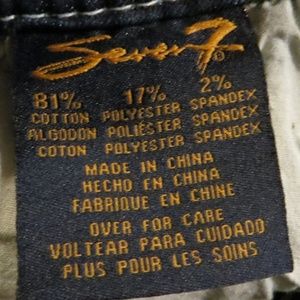 Seven7
81% 17% 2%
COTTON POLYESTER SPANDEX
ALGODON POLIÉSTER SPANDEX
COTON POLYESTER SPANDEX
MADE IN CHINA
HECHO EN CHINA
FABRIQUE EN CHINE
OVER FOR CARE
VOLTEAR PARA CUIDADO
PLUS POUR LES SOINS